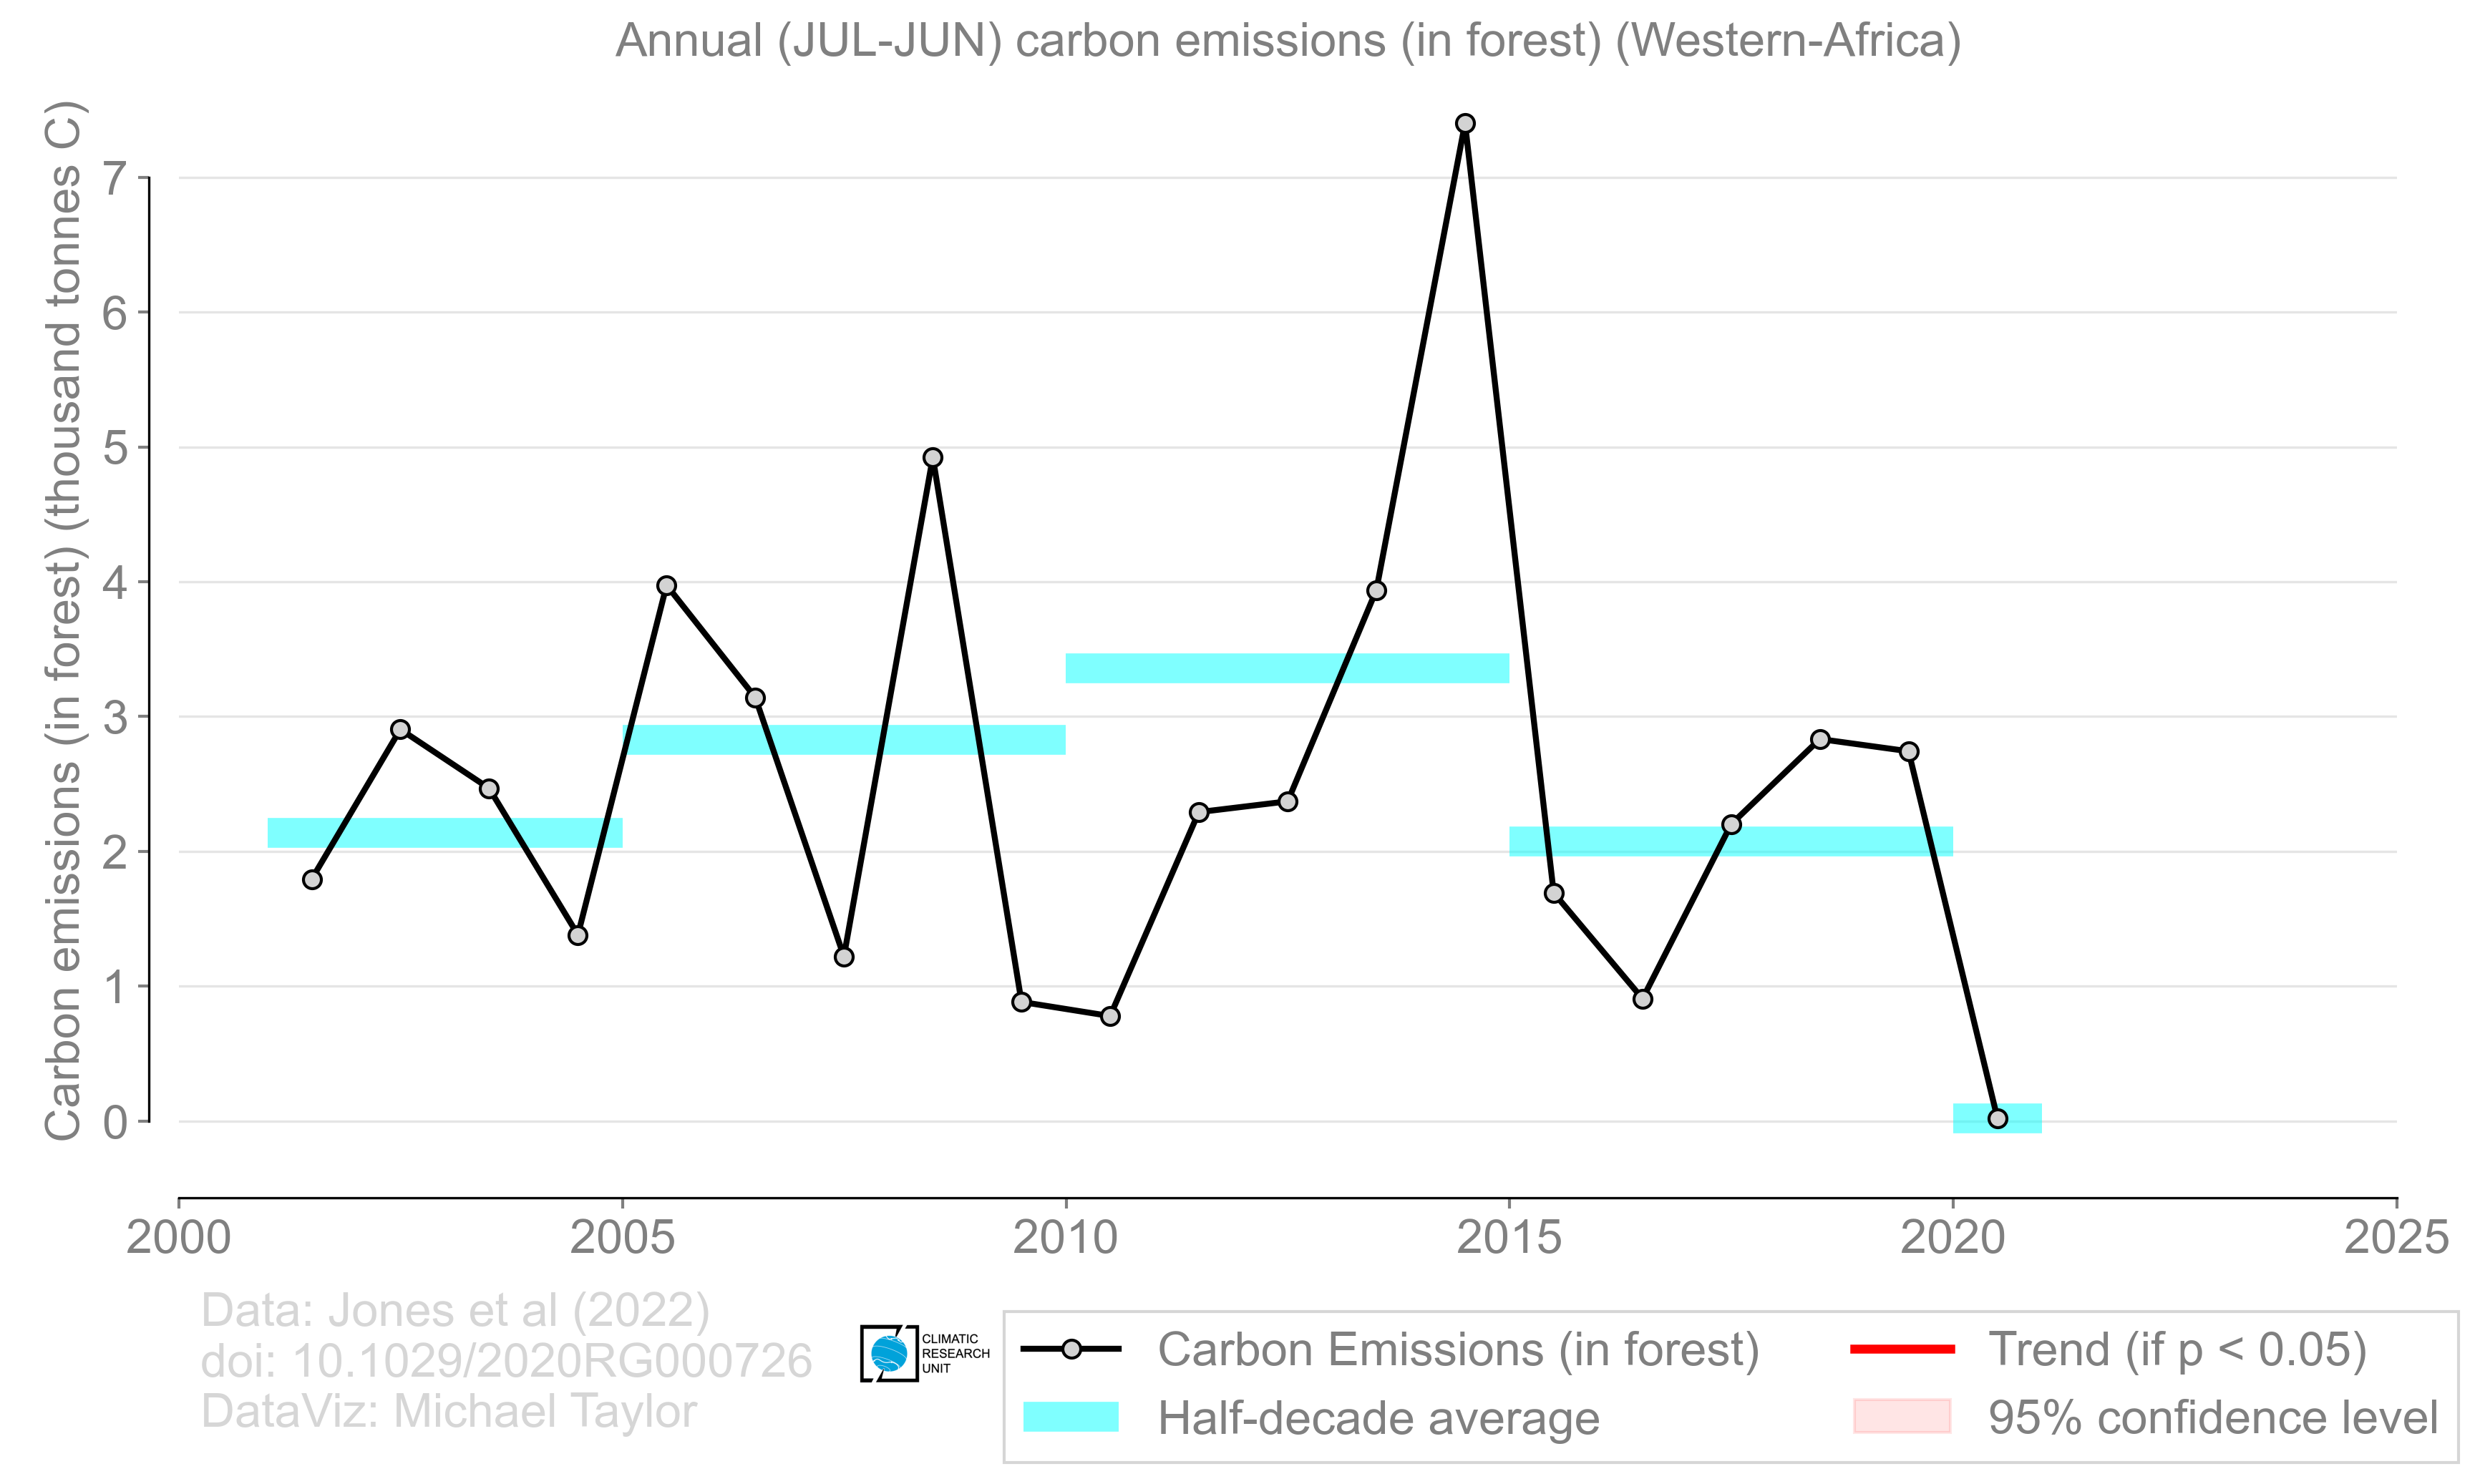 Annual (JUL-JUN) carbon emissions (in forest) (Western-Africa)
Carbon emissions (in forest) (thousand tonnes C)
7
6
5
4
3
2
1
0
2000
2005
2010
2015
2020
2025
Data: Jones et al (2022)
doi: 10.1029/2020RG000726
DataViz: Michael Taylor
CLIMATIC
RESEARCH
UNIT
Carbon Emissions (in forest)
Half-decade average
Trend (if p < 0.05)
95% confidence level